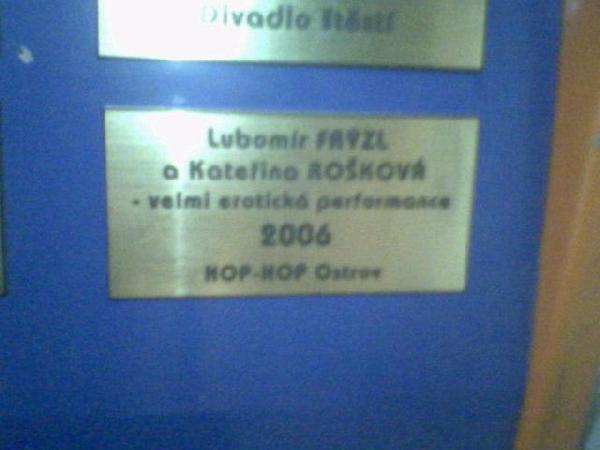 Divadlo štěstí
Lubomír FRÝZL
a Kateřina ROŠKOVÁ
- velmi erotická performance
2006
HOP-HOP Ostrov